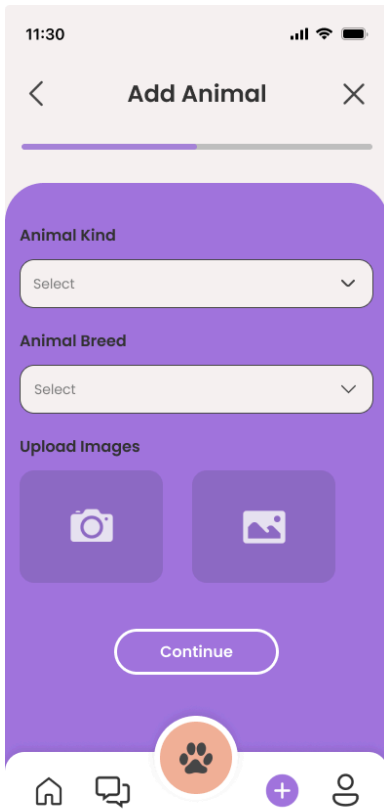 11:30
Add Animal
Animal Kind
Select
Animal Breed
Select
Upload Images
Continue